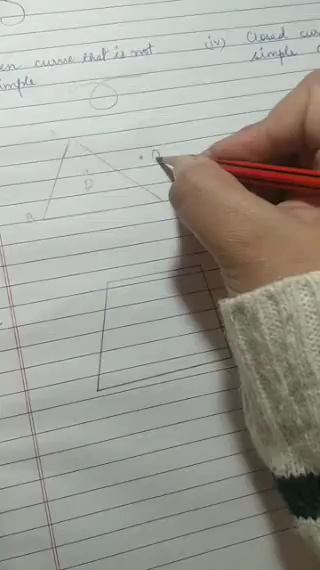 en curve that is not
imple
(iv) Closed cur
simple
A
P
B
Q